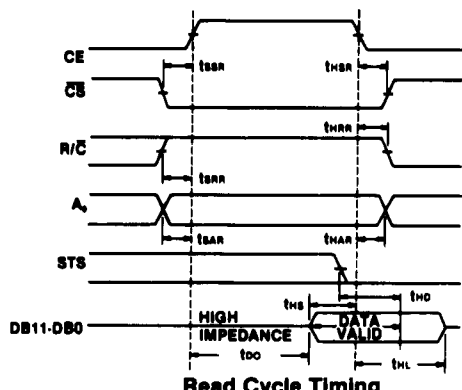 CE
tSSR
tHSR
CS
R/C
tHRR
tSRR
A₀
tSAR
tHAR
STS
tHS
tHD
DB11-DB0
HIGH IMPEDANCE
DATA VALID
tDO
tHL
Read Cycle Timing